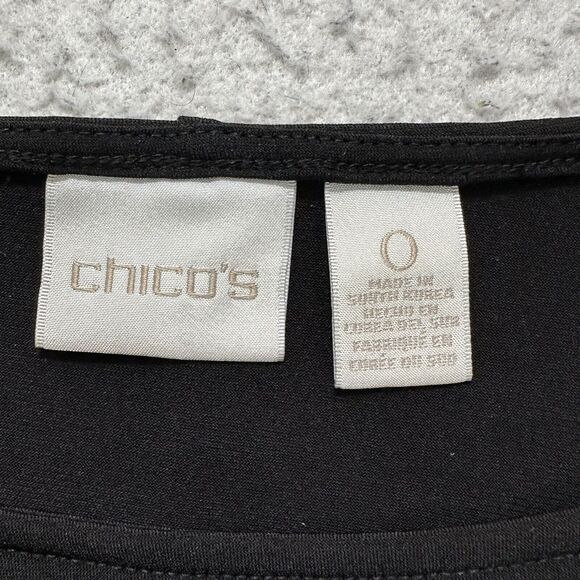 chico's
0
MADE IN
SOUTH KOREA
HECHO EN
COREA DEL SUR
FABRIQUÉ EN
CORÉE DU SUD